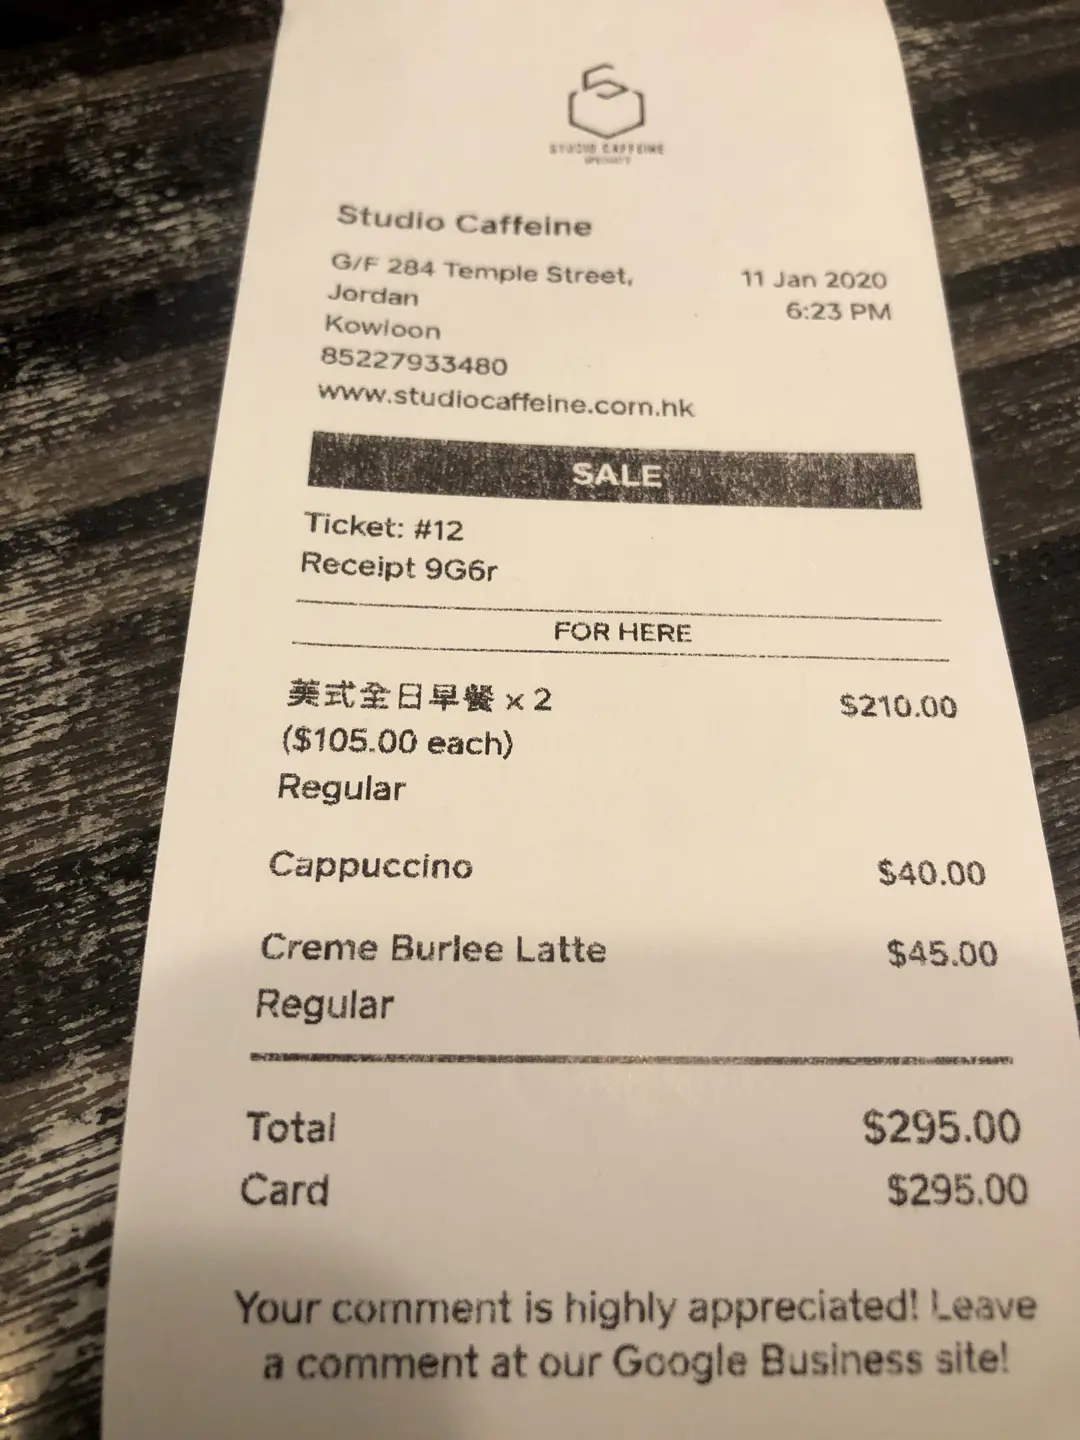 STUDIO CAFFEINE
SPECIALTY
Studio Caffeine
G/F 284 Temple Street,
Jordan
Kowloon
85227933480
www.studiocaffeine.com.hk
11 Jan 2020
6:23 PM
SALE
Ticket: #12
Receipt 9G6r
FOR HERE
美式全日早餐 x 2 $210.00
($105.00 each)
Regular
Cappuccino $40.00
Creme Burlee Latte $45.00
Regular
Total $295.00
Card $295.00
Your comment is highly appreciated! Leave
a comment at our Google Business site!